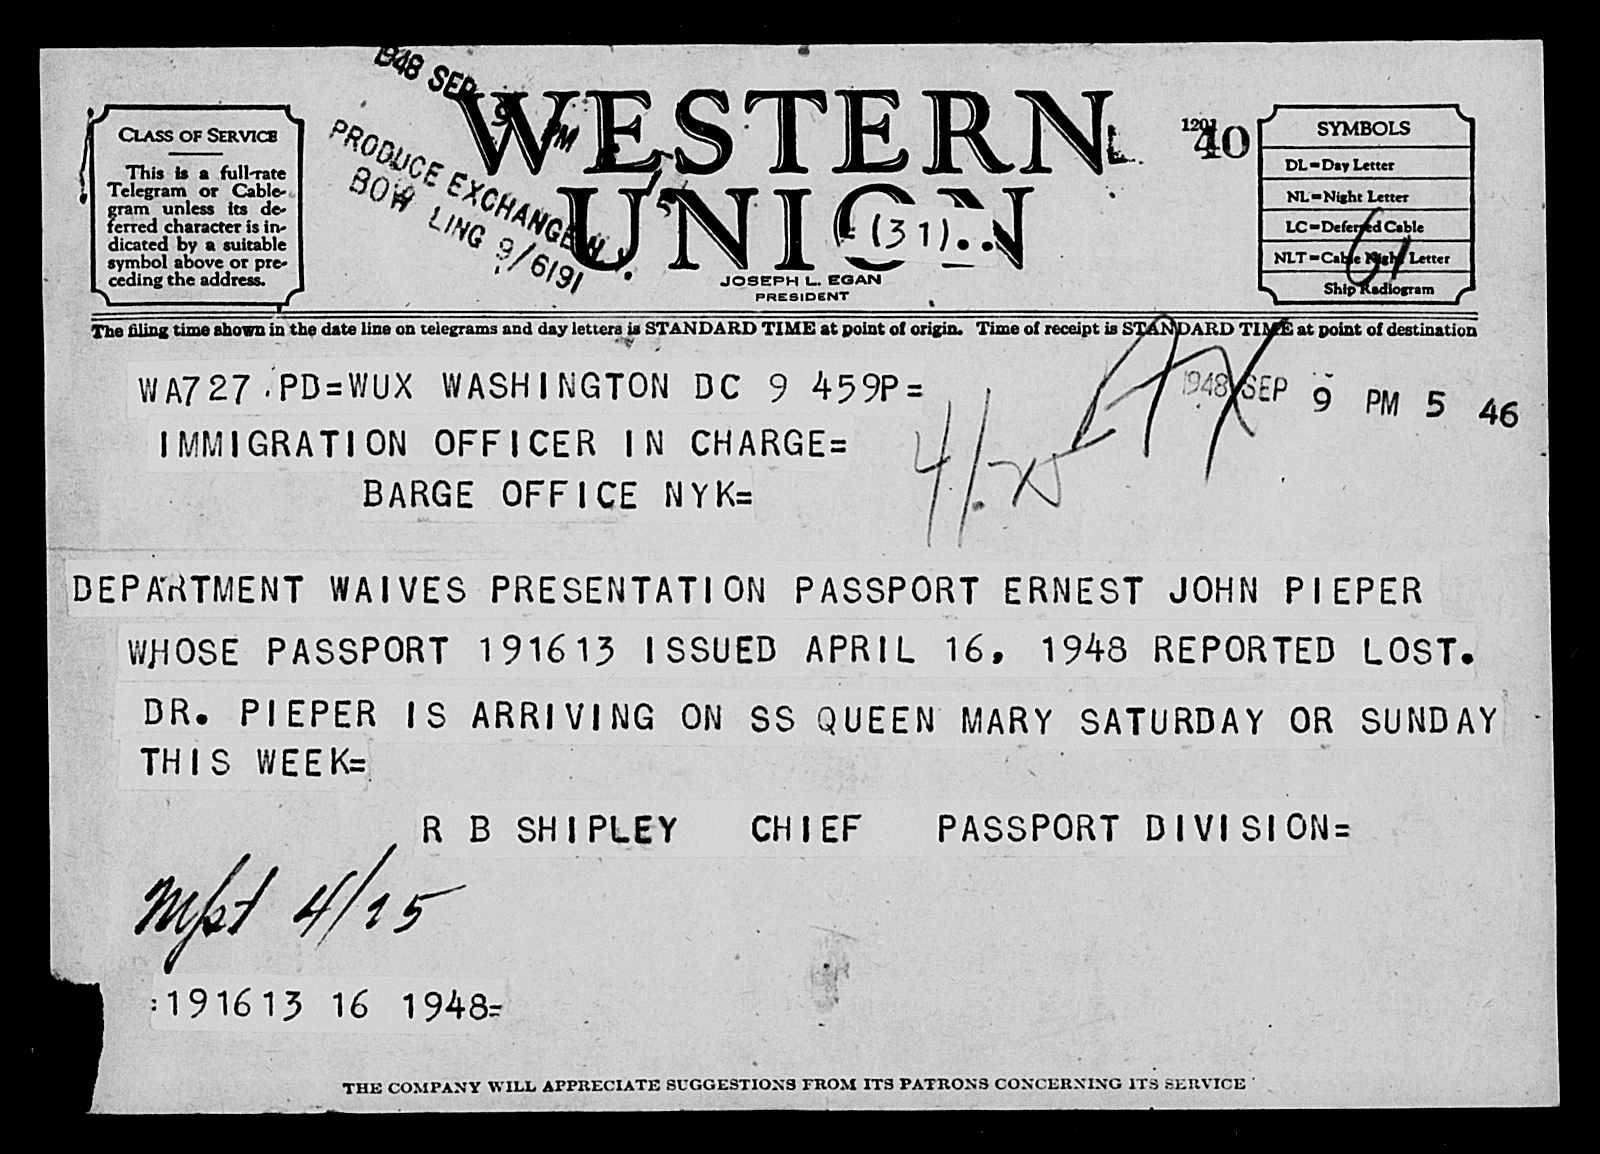 1948 SEP 9 PM 5 15
PRODUCE EXCHANGE N.Y.
BOW LING 9/6191
WESTERN
UNION
(31)..
JOSEPH L. EGAN
PRESIDENT
CLASS OF SERVICE
This is a full-rate
Telegram or Cable-
gram unless its de-
ferred character is in-
dicated by a suitable
symbol above or pre-
ceding the address.
1201
40
SYMBOLS
DL=Day Letter
NL=Night Letter
LC=Deferred Cable
NLT=Cable Night Letter
Ship Radiogram
61
The filing time shown in the date line on telegrams and day letters is STANDARD TIME at point of origin. Time of receipt is STANDARD TIME at point of destination
WA727 .PD=WUX WASHINGTON DC 9 459P=
1948 SEP 9 PM 5 46
IMMIGRATION OFFICER IN CHARGE=
BARGE OFFICE NYK=
DEPARTMENT WAIVES PRESENTATION PASSPORT ERNEST JOHN PIEPER
WHOSE PASSPORT 191613 ISSUED APRIL 16, 1948 REPORTED LOST.
DR. PIEPER IS ARRIVING ON SS QUEEN MARY SATURDAY OR SUNDAY
THIS WEEK=
R B SHIPLEY CHIEF PASSPORT DIVISION=
4/25
:191613 16 1948=
THE COMPANY WILL APPRECIATE SUGGESTIONS FROM ITS PATRONS CONCERNING ITS SERVICE